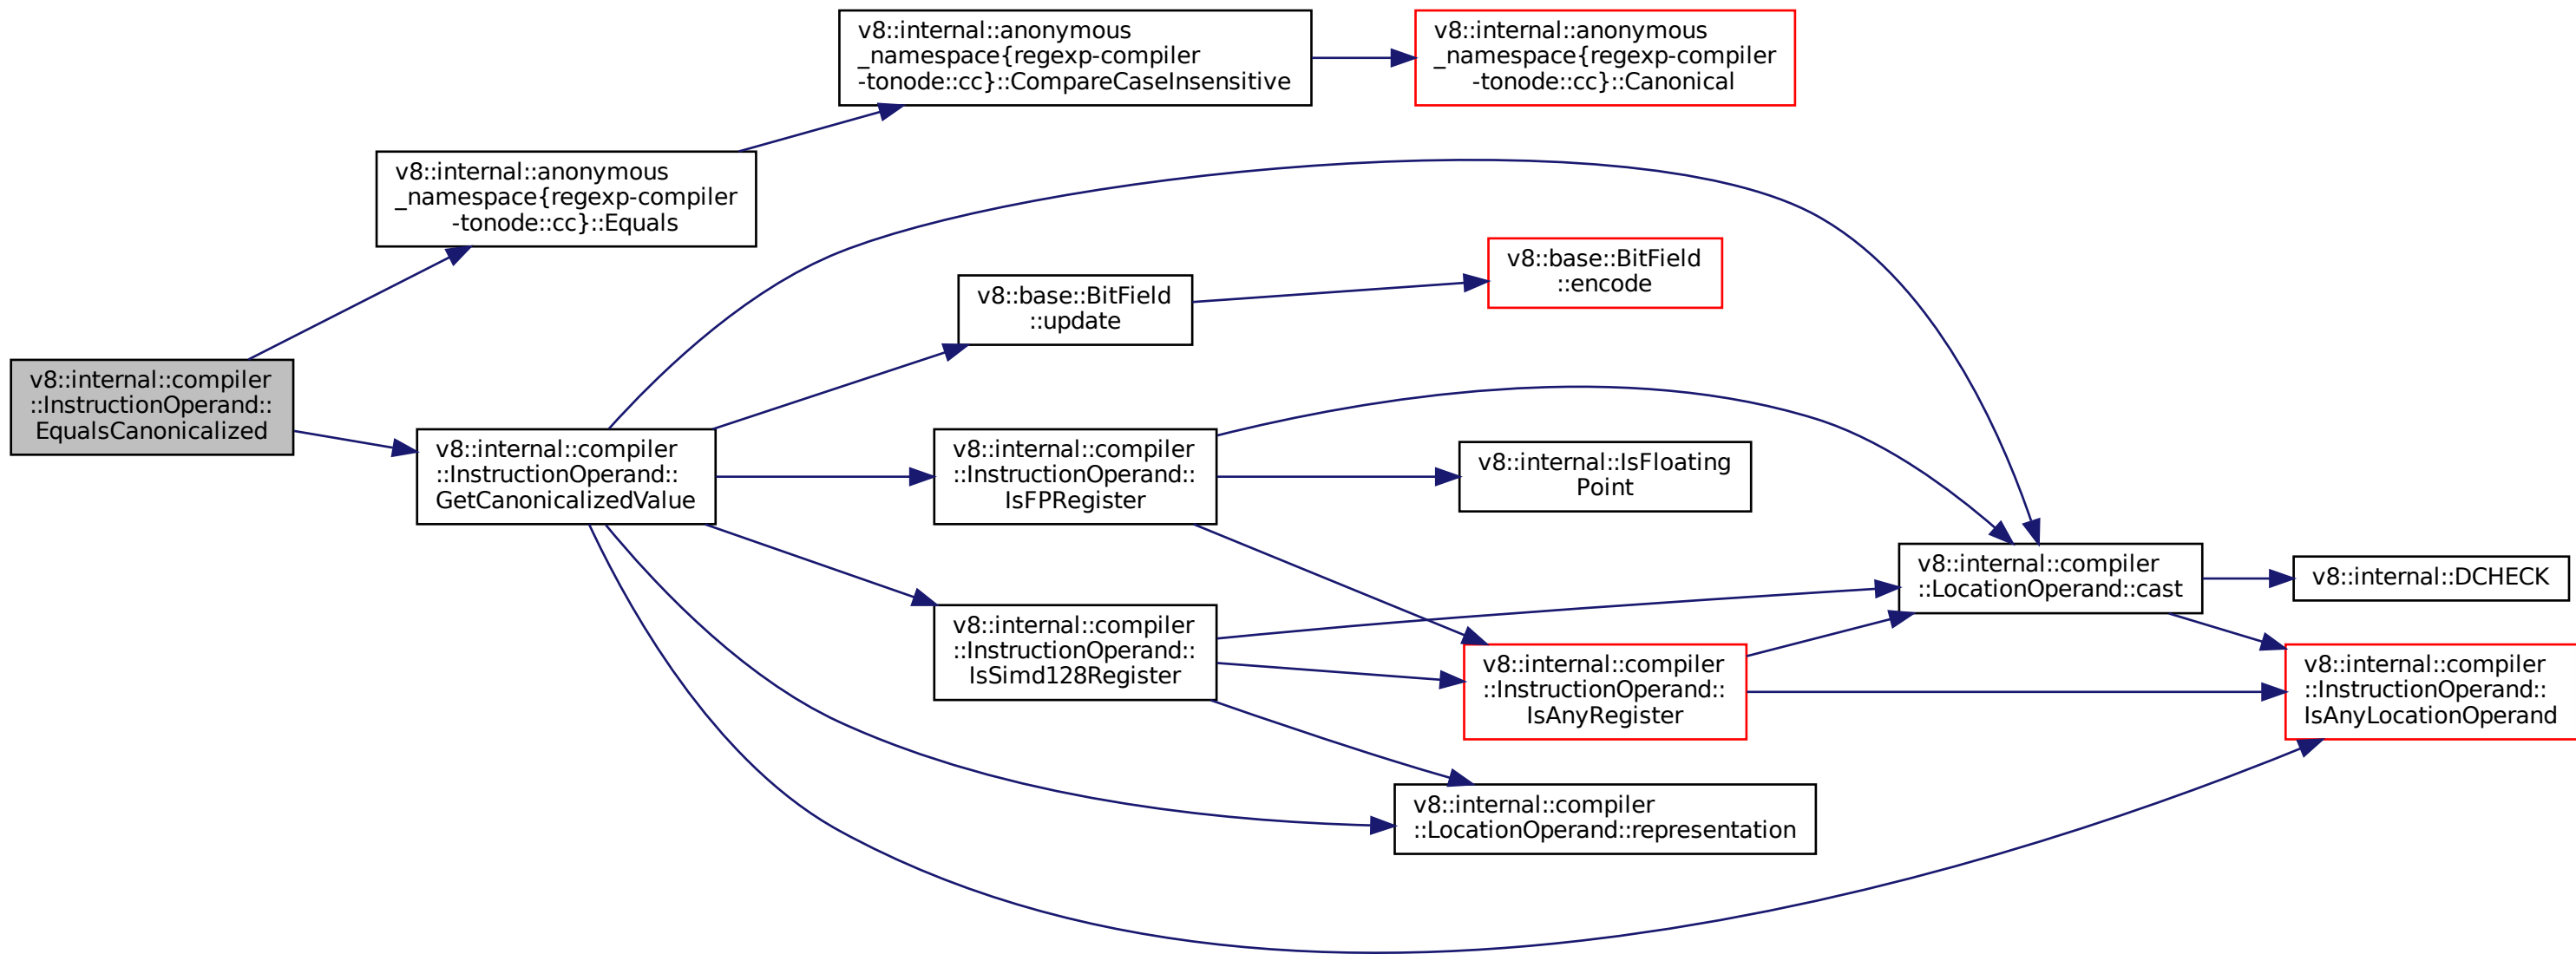 v8::internal::anonymous
_namespace{regexp-compiler
-tonode::cc}::CompareCaseInsensitive
v8::internal::anonymous
_namespace{regexp-compiler
-tonode::cc}::Canonical
v8::internal::anonymous
_namespace{regexp-compiler
-tonode::cc}::Equals
v8::base::BitField
::encode
v8::base::BitField
::update
v8::internal::compiler
::InstructionOperand::
EqualsCanonicalized
v8::internal::compiler
::InstructionOperand::
GetCanonicalizedValue
v8::internal::compiler
::InstructionOperand::
IsFPRegister
v8::internal::IsFloating
Point
v8::internal::compiler
::LocationOperand::cast
v8::internal::DCHECK
v8::internal::compiler
::InstructionOperand::
IsSimd128Register
v8::internal::compiler
::InstructionOperand::
IsAnyRegister
v8::internal::compiler
::InstructionOperand::
IsAnyLocationOperand
v8::internal::compiler
::LocationOperand::representation